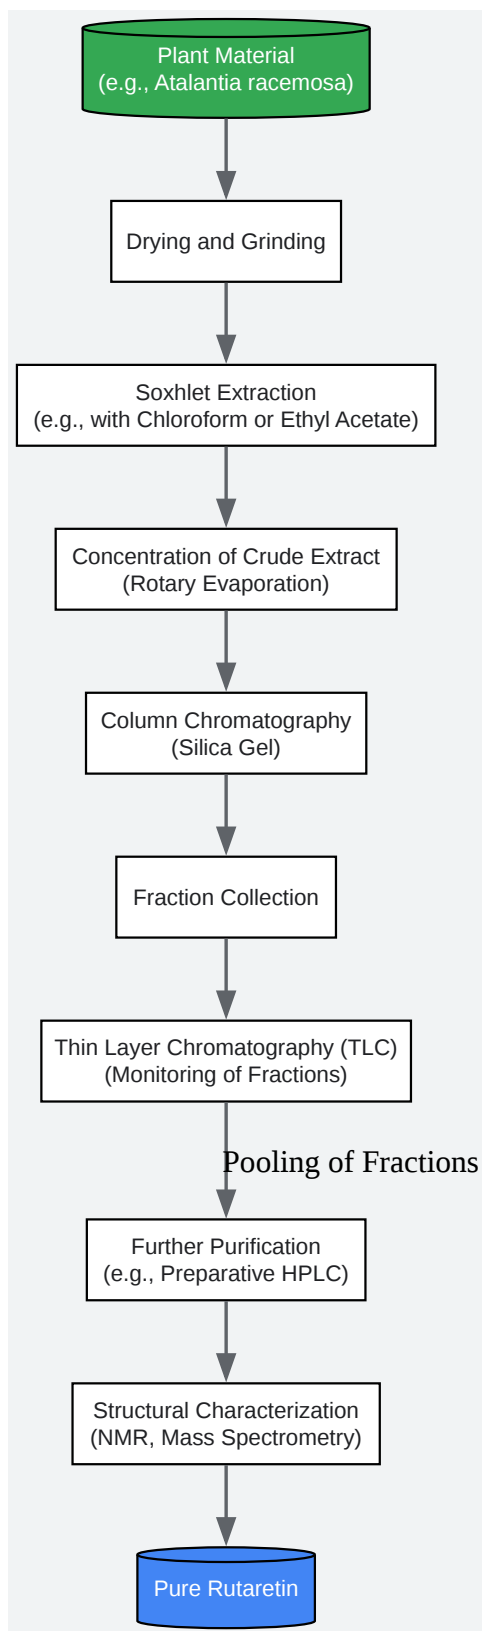 Plant Material
(e.g., Atalantia racemosa)
Drying and Grinding
Soxhlet Extraction
(e.g., with Chloroform or Ethyl Acetate)
Concentration of Crude Extract
(Rotary Evaporation)
Column Chromatography
(Silica Gel)
Fraction Collection
Thin Layer Chromatography (TLC)
(Monitoring of Fractions)
Pooling of Fractions
Further Purification
(e.g., Preparative HPLC)
Structural Characterization
(NMR, Mass Spectrometry)
Pure Rutaretin